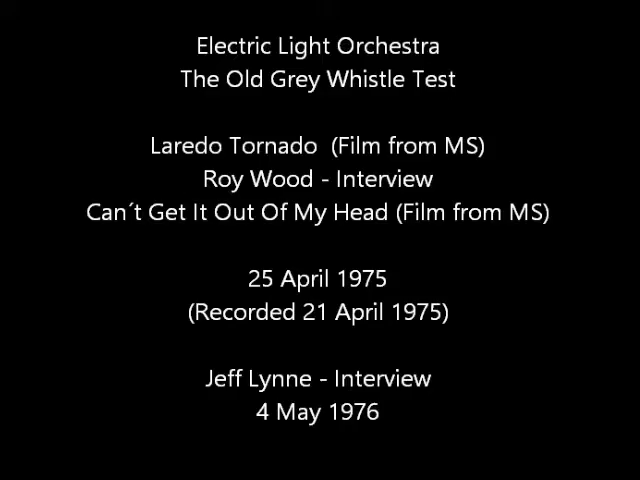 Electric Light Orchestra
The Old Grey Whistle Test
Laredo Tornado  (Film from MS)
Roy Wood - Interview
Can´t Get It Out Of My Head (Film from MS)
25 April 1975
(Recorded 21 April 1975)
Jeff Lynne - Interview
4 May 1976